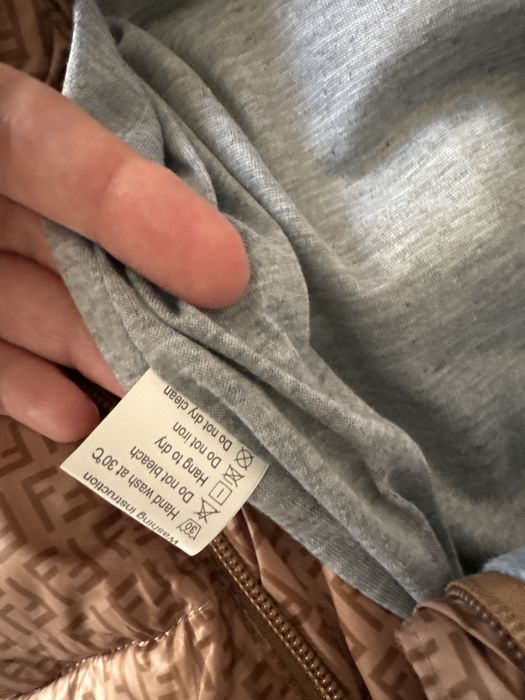 Washing instruction
30° Hand wash at 30°C
Do not bleach
Hang to dry
Do not iron
Do not dry clean